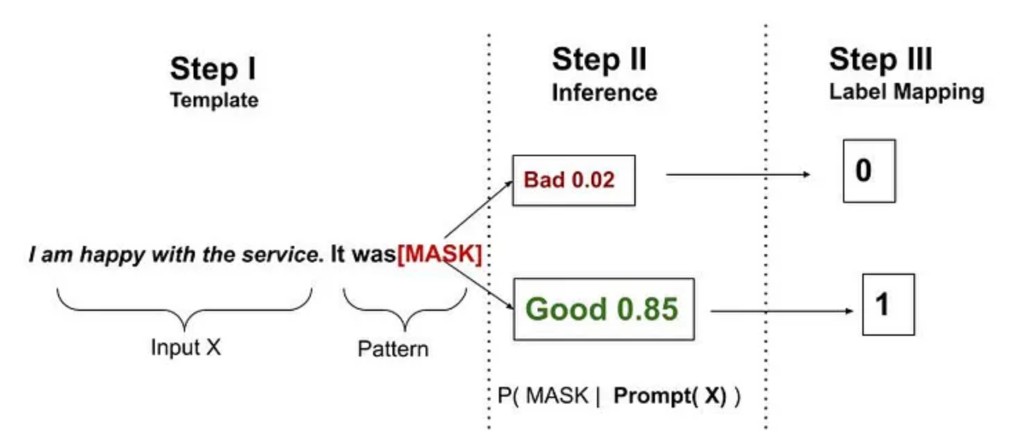 Step I
Template
Step II
Inference
Step III
Label Mapping
Bad 0.02
0
I am happy with the service. It was[MASK]
Good 0.85
1
Input X
Pattern
P( MASK | Prompt( X) )